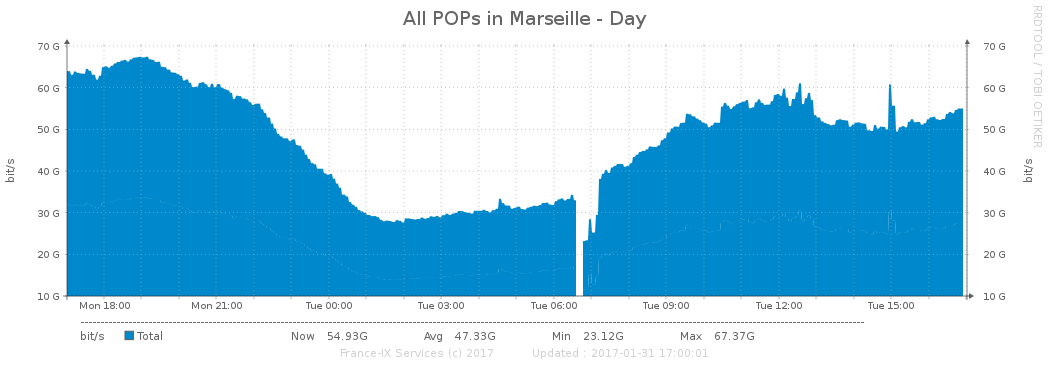 All POPs in Marseille - Day
RRDTOOL / TOBI OETIKER
70 G 70 G
60 G 60 G
50 G 50 G
40 G 40 G
30 G 30 G
20 G 20 G
10 G 10 G
bit/s bit/s
Mon 18:00 Mon 21:00 Tue 00:00 Tue 03:00 Tue 06:00 Tue 09:00 Tue 12:00 Tue 15:00
bit/s Total Now 54.93G Avg 47.33G Min 23.12G Max 67.37G
France-IX Services (c) 2017 Updated : 2017-01-31 17:00:01